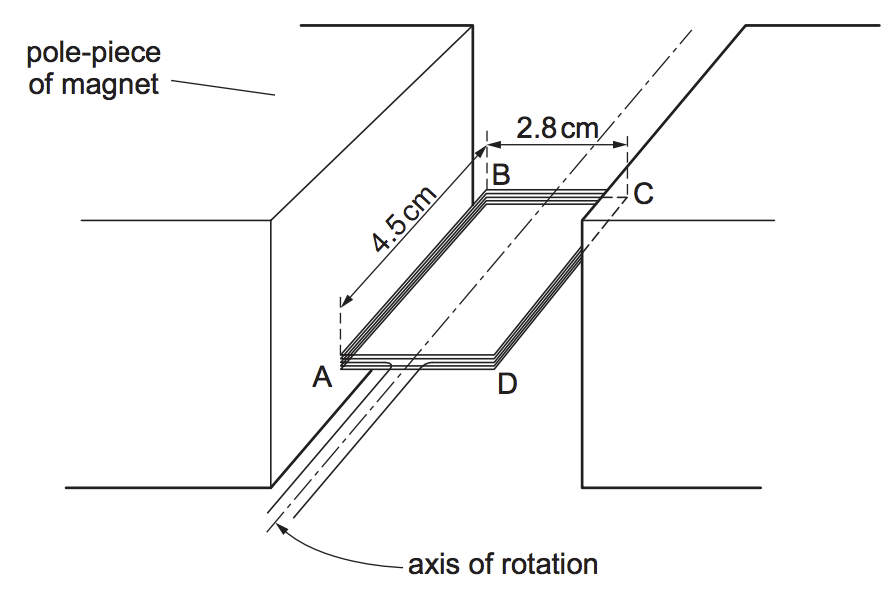 pole-piece
of magnet
2.8 cm
B
C
4.5 cm
A
D
axis of rotation